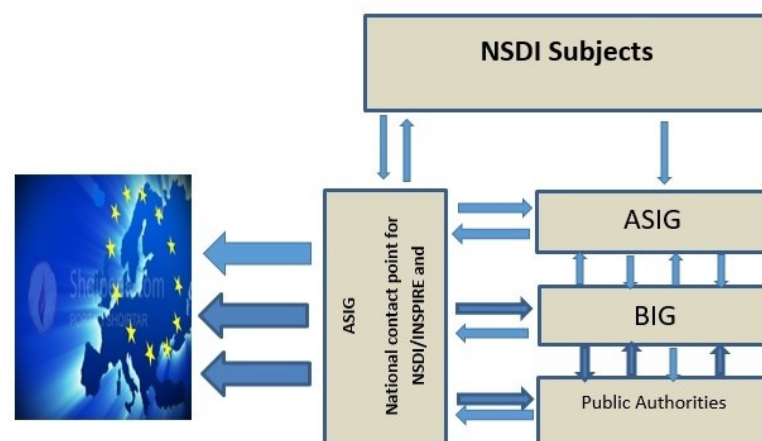 NSDI Subjects
ASIG
National contact point for
NSDI/INSPIRE and
ASIG
BIG
Public Authorities